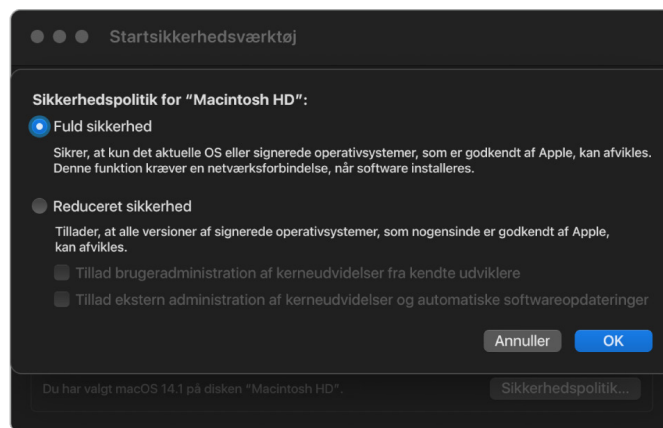 Startsikkerhedsværktøj
Sikkerhedspolitik for "Macintosh HD":
Fuld sikkerhed
Sikrer, at kun det aktuelle OS eller signerede operativsystemer, som er godkendt af Apple, kan afvikles.
Denne funktion kræver en netværksforbindelse, når software installeres.
Reduceret sikkerhed
Tillader, at alle versioner af signerede operativsystemer, som nogensinde er godkendt af Apple,
kan afvikles.
Tillad brugeradministration af kerneudvidelser fra kendte udviklere
Tillad ekstern administration af kerneudvidelser og automatiske softwareopdateringer
Annuller OK
Du har valgt macOS 14.1 på disken "Macintosh HD". Sikkerhedspolitik...